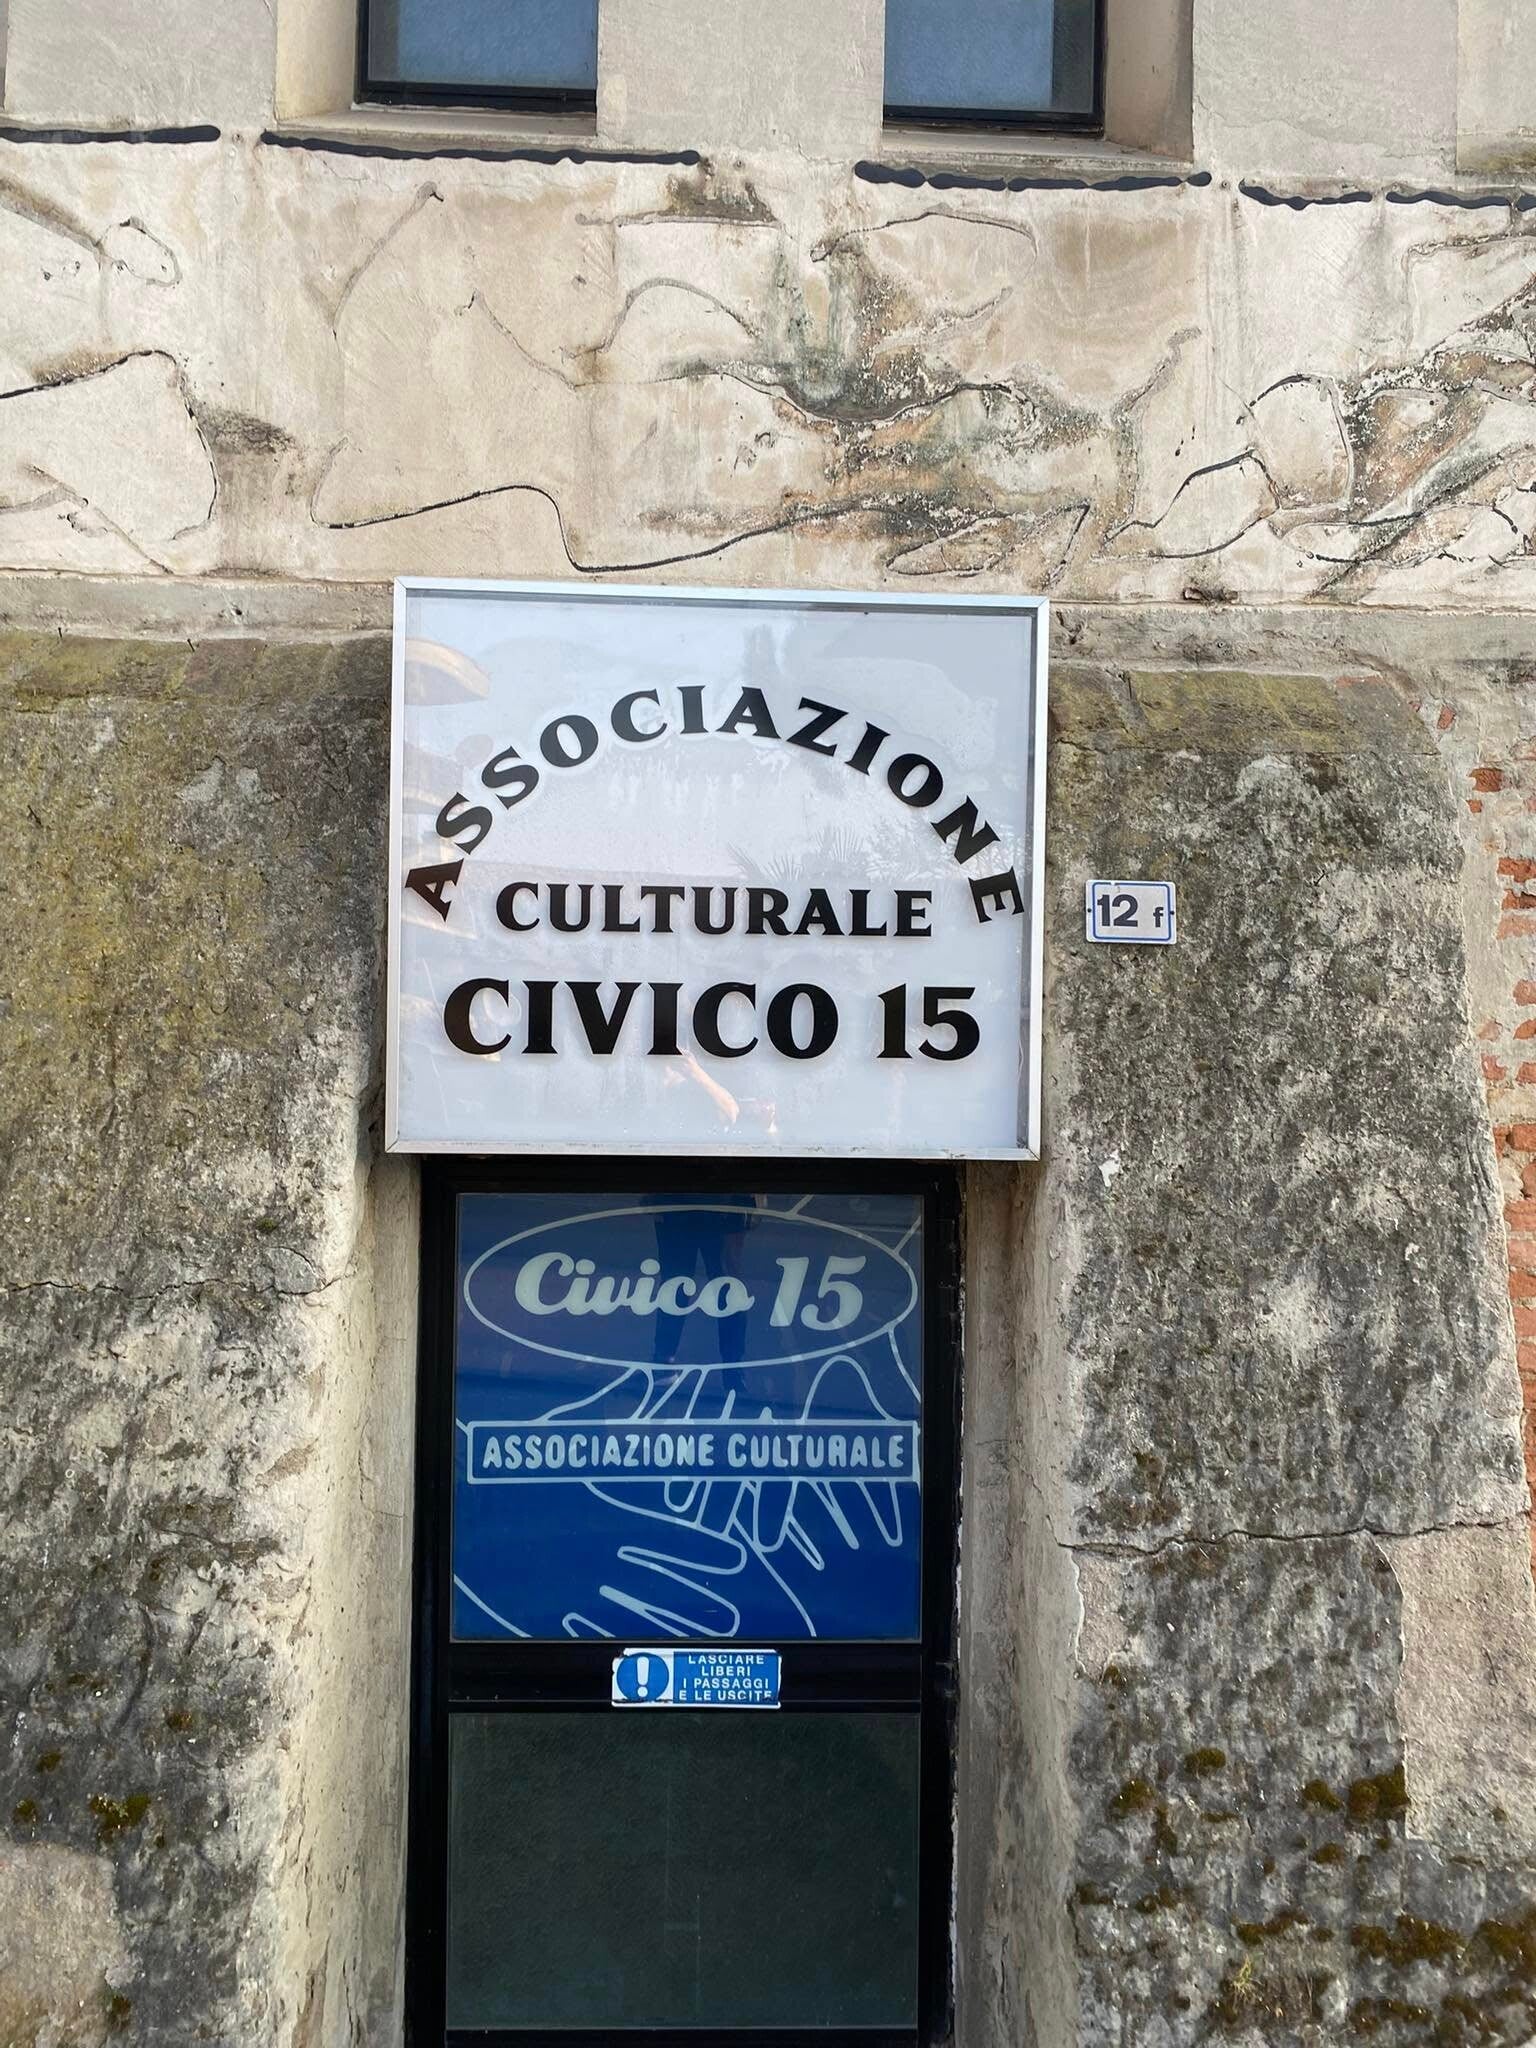 ASSOCIAZIONE
CULTURALE
CIVICO 15
12 f
Civico 15
ASSOCIAZIONE CULTURALE
LASCIARE
LIBERI
I PASSAGGI
E LE USCITE